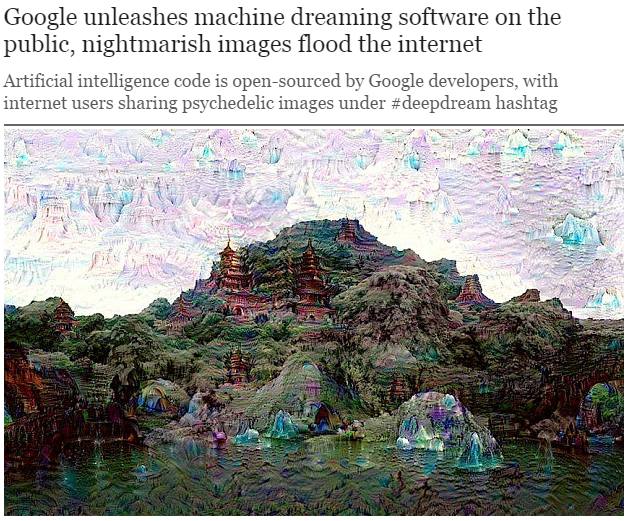 Google unleashes machine dreaming software on the
public, nightmarish images flood the internet
Artificial intelligence code is open-sourced by Google developers, with
internet users sharing psychedelic images under #deepdream hashtag